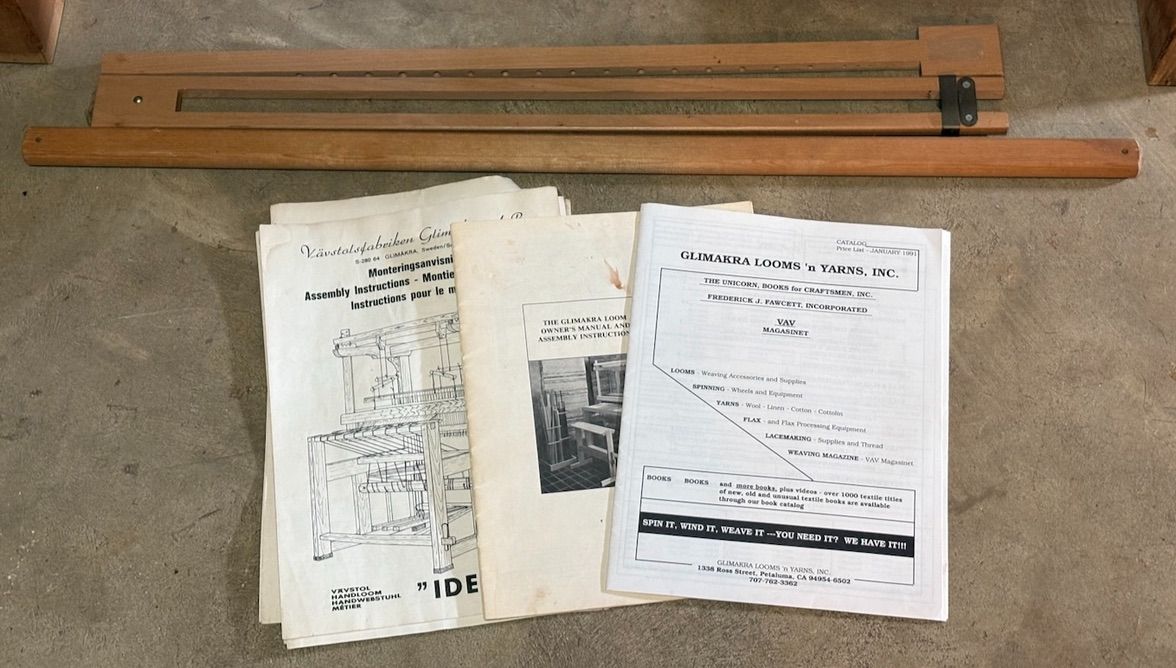 Vävstolsfabriken Glim
S-280 64 GLIMÅKRA, Sweden/
Monteringsanvisni
Assembly Instructions - Montie
Instructions pour le m
VÄVSTOL
HANDLOOM
HANDWEBSTUHL
MÉTIER
” IDE
THE GLIMAKRA LOOM
OWNER'S MANUAL AND
ASSEMBLY INSTRUCTION
CATALOG
Price List - JANUARY 1991
GLIMAKRA LOOMS 'n YARNS, INC.
THE UNICORN, BOOKS for CRAFTSMEN, INC.
FREDERICK J. FAWCETT, INCORPORATED
VAV
MAGASINET
LOOMS - Weaving Accessories and Supplies
SPINNING - Wheels and Equipment
YARNS - Wool - Linen - Cotton - Cottolin
FLAX - and Flax Processing Equipment
LACEMAKING - Supplies and Thread
WEAVING MAGAZINE - VAV Magasinet
BOOKS BOOKS and more books, plus videos - over 1000 textile titles
of new, old and unusual textile books are available
through our book catalog
SPIN IT, WIND IT, WEAVE IT ---YOU NEED IT? WE HAVE IT!!!
GLIMAKRA LOOMS 'n YARNS, INC.
1338 Ross Street, Petaluma, CA 94954-6502
707-762-3362